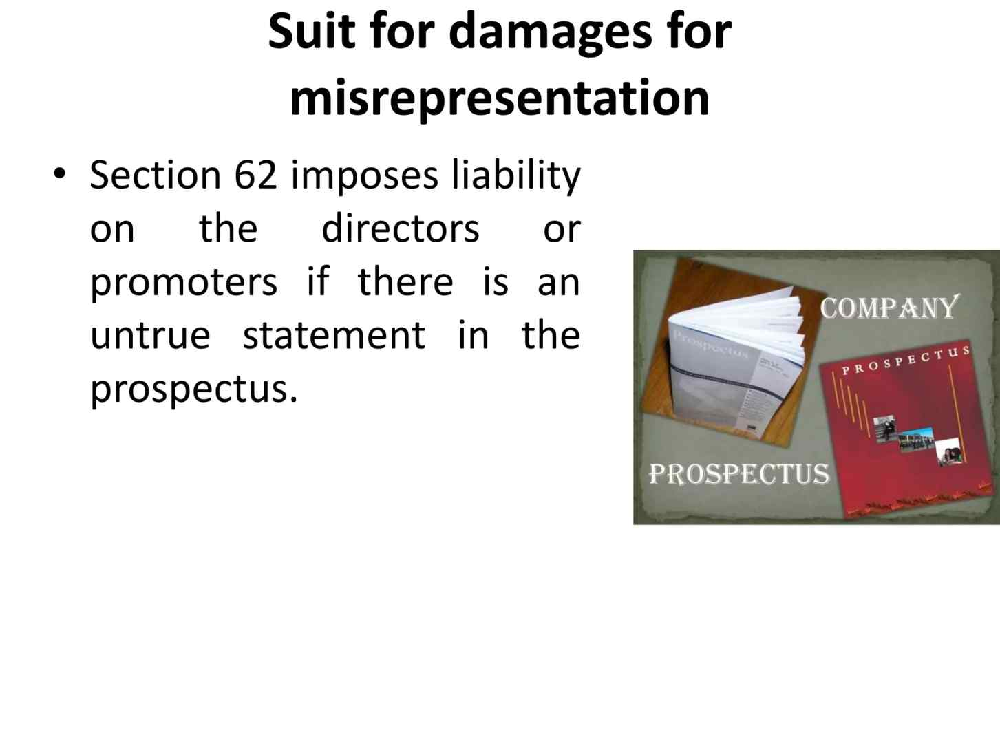 Suit for damages for
misrepresentation
• Section 62 imposes liability
on the directors or
promoters if there is an
untrue statement in the
prospectus.
COMPANY
Prospectus
PROSPECTUS
PROSPECTUS